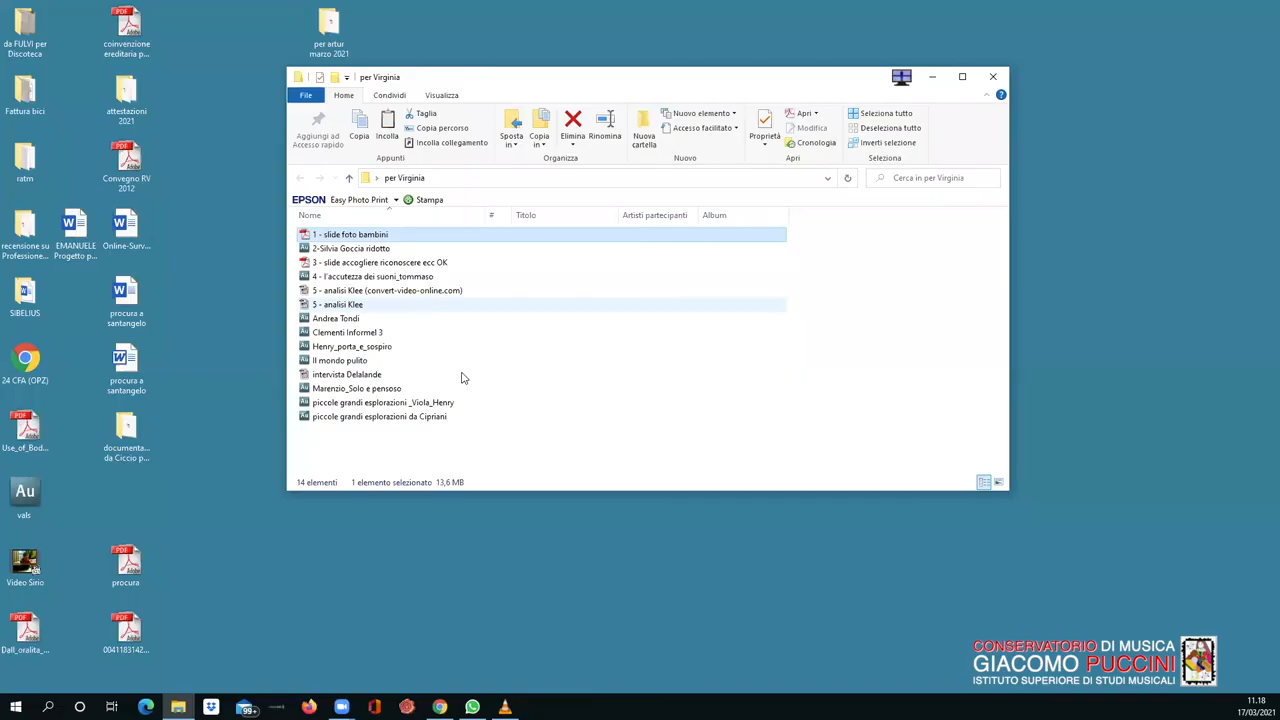 da FULVI per
Discoteca
coinvenzione
ereditaria p...
per artur
marzo 2021
Fattura bici
attestazioni
2021
ratm
Convegno RV
2012
recensione su
Professione...
EMANUELE
Progetto p...
Online-Surv...
SIBELIUS
procura a
santangelo
24 CFA (OPZ)
procura a
santangelo
Use_of_Bod...
documenta...
da Ciccio p...
Au
vals
Video Sirio
procura
Dall_oralita_...
0041183142...
per Virginia
File
Home
Condividi
Visualizza
Aggiungi ad
Accesso rapido
Copia
Incolla
Taglia
Copia percorso
Incolla collegamento
Appunti
Sposta
in
Copia
in
Elimina
Rinomina
Organizza
Nuova
cartella
Nuovo elemento
Accesso facilitato
Nuovo
Proprietà
Apri
Modifica
Cronologia
Apri
Seleziona tutto
Deseleziona tutto
Inverti selezione
Seleziona
per Virginia
Cerca in per Virginia
EPSON Easy Photo Print Stampa
Nome # Titolo Artisti partecipanti Album
1 - slide foto bambini
2-Silvia Goccia ridotto
3 - slide accogliere riconoscere ecc OK
4 - l'accutezza dei suoni_tommaso
5 - analisi Klee (convert-video-online.com)
5 - analisi Klee
Andrea Tondi
Clementi Informel 3
Henry_porta_e_sospiro
Il mondo pulito
intervista Delalande
Marenzio_Solo e pensoso
piccole grandi esplorazioni _Viola_Henry
piccole grandi esplorazioni da Cipriani
14 elementi 1 elemento selezionato 13,6 MB
CONSERVATORIO DI MUSICA
GIACOMO PUCCINI
ISTITUTO SUPERIORE DI STUDI MUSICALI
99+
11.18
17/03/2021